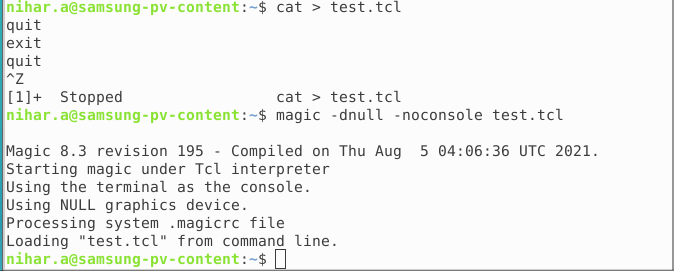 nihar.a@samsung-pv-content:~$ cat > test.tcl
quit
exit
quit
^Z
[1]+  Stopped                 cat > test.tcl
nihar.a@samsung-pv-content:~$ magic -dnull -noconsole test.tcl

Magic 8.3 revision 195 - Compiled on Thu Aug  5 04:06:36 UTC 2021.
Starting magic under Tcl interpreter
Using the terminal as the console.
Using NULL graphics device.
Processing system .magicrc file
Loading "test.tcl" from command line.
nihar.a@samsung-pv-content:~$